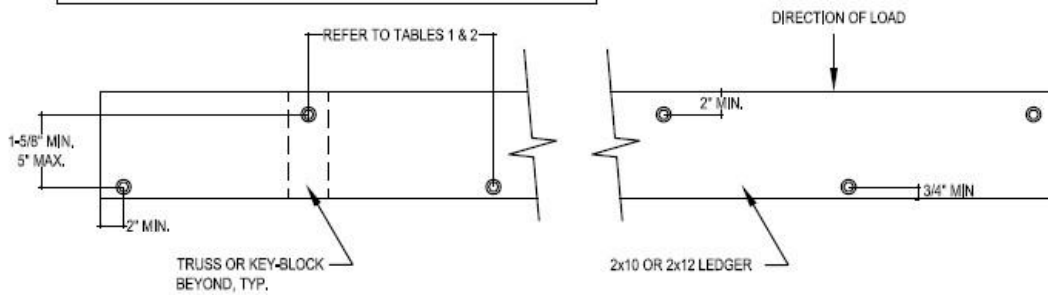 DIRECTION OF LOAD
REFER TO TABLES 1 & 2
2" MIN.
1-5/8" MIN.
5" MAX.
3/4" MIN
2" MIN.
TRUSS OR KEY-BLOCK
BEYOND, TYP.
2x10 OR 2x12 LEDGER